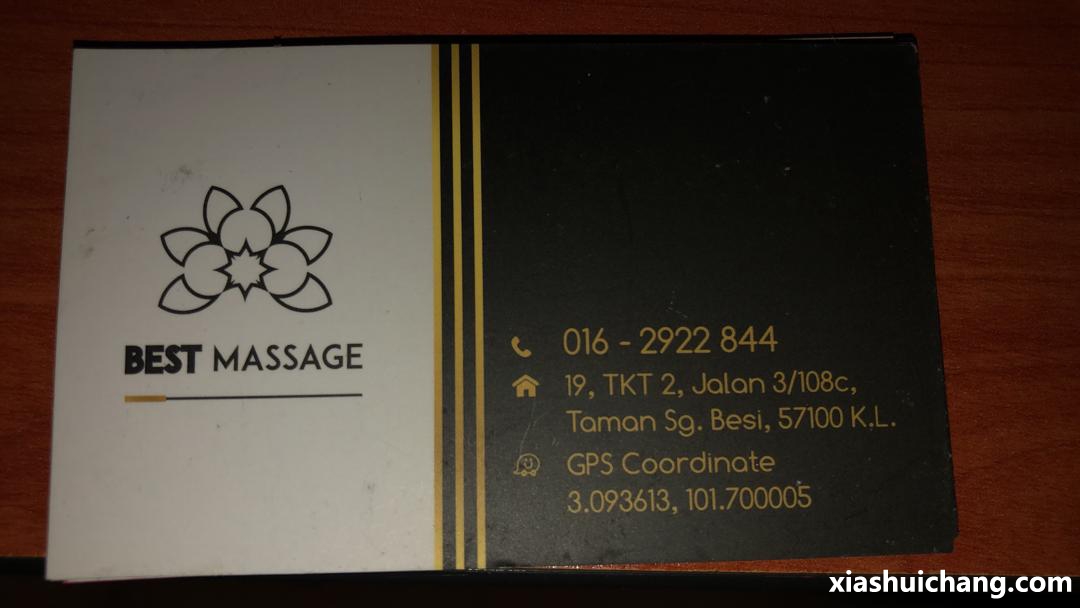 BEST MASSAGE
016 - 2922 844
19, TKT 2, Jalan 3/108c,
Taman Sg. Besi, 57100 K.L.
GPS Coordinate
3.093613, 101.700005
xiashuichang.com